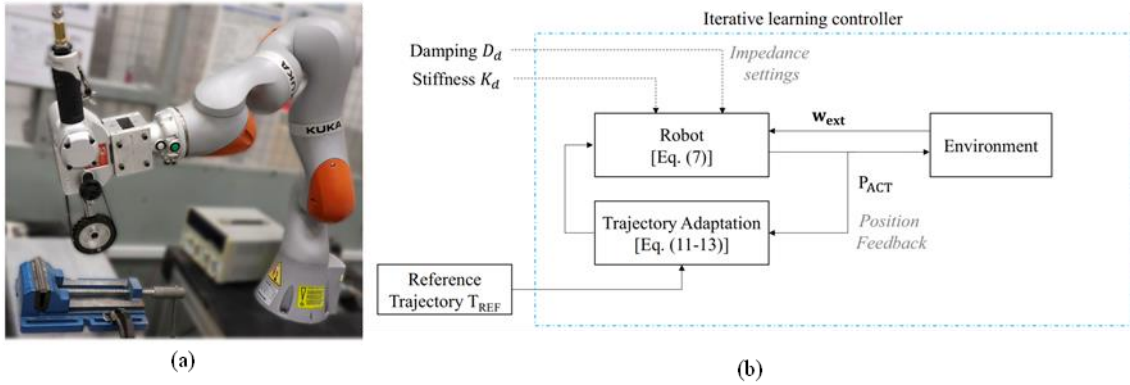 Iterative learning controller
Damping D_d
Stiffness K_d
Impedance
settings
Robot
[Eq. (7)]
w_ext
Environment
P_ACT
Trajectory Adaptation
[Eq. (11-13)]
Position
Feedback
Reference
Trajectory T_REF
KUKA
KUKA
(a)
(b)